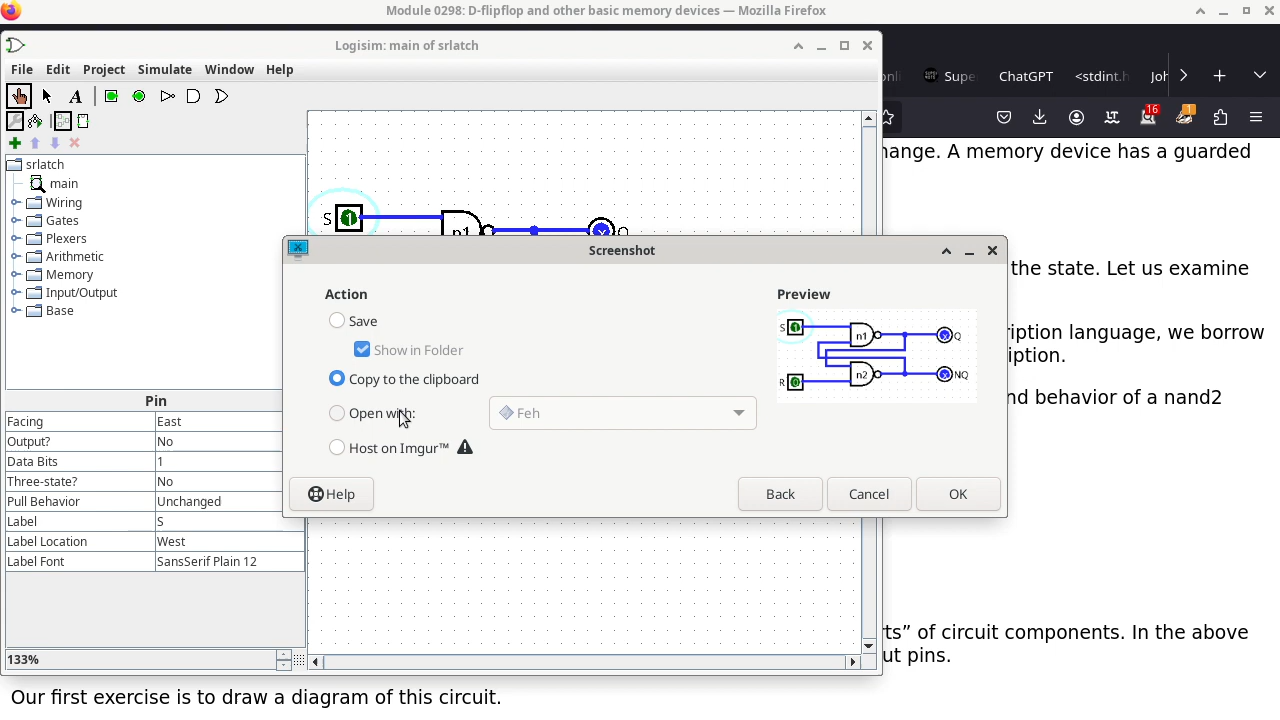 Module 0298: D-flipflop and other basic memory devices — Mozilla Firefox
Logisim: main of srlatch
File Edit Project Simulate Window Help
onli
Supe
ChatGPT
<stdint.h
Joh
16
1
srlatch
main
Wiring
Gates
Plexers
Arithmetic
Memory
Input/Output
Base
S 1
n1
x
hange. A memory device has a guarded
the state. Let us examine
ription language, we borrow
iption.
nd behavior of a nand2
rts” of circuit components. In the above
ut pins.
Screenshot
Action
Save
Show in Folder
Copy to the clipboard
Open with:
Feh
Host on Imgur™
Preview
S 1 n1 x Q
R 0 n2 x NQ
Help
Back
Cancel
OK
Pin
Facing East
Output? No
Data Bits 1
Three-state? No
Pull Behavior Unchanged
Label S
Label Location West
Label Font SansSerif Plain 12
133%
Our first exercise is to draw a diagram of this circuit.